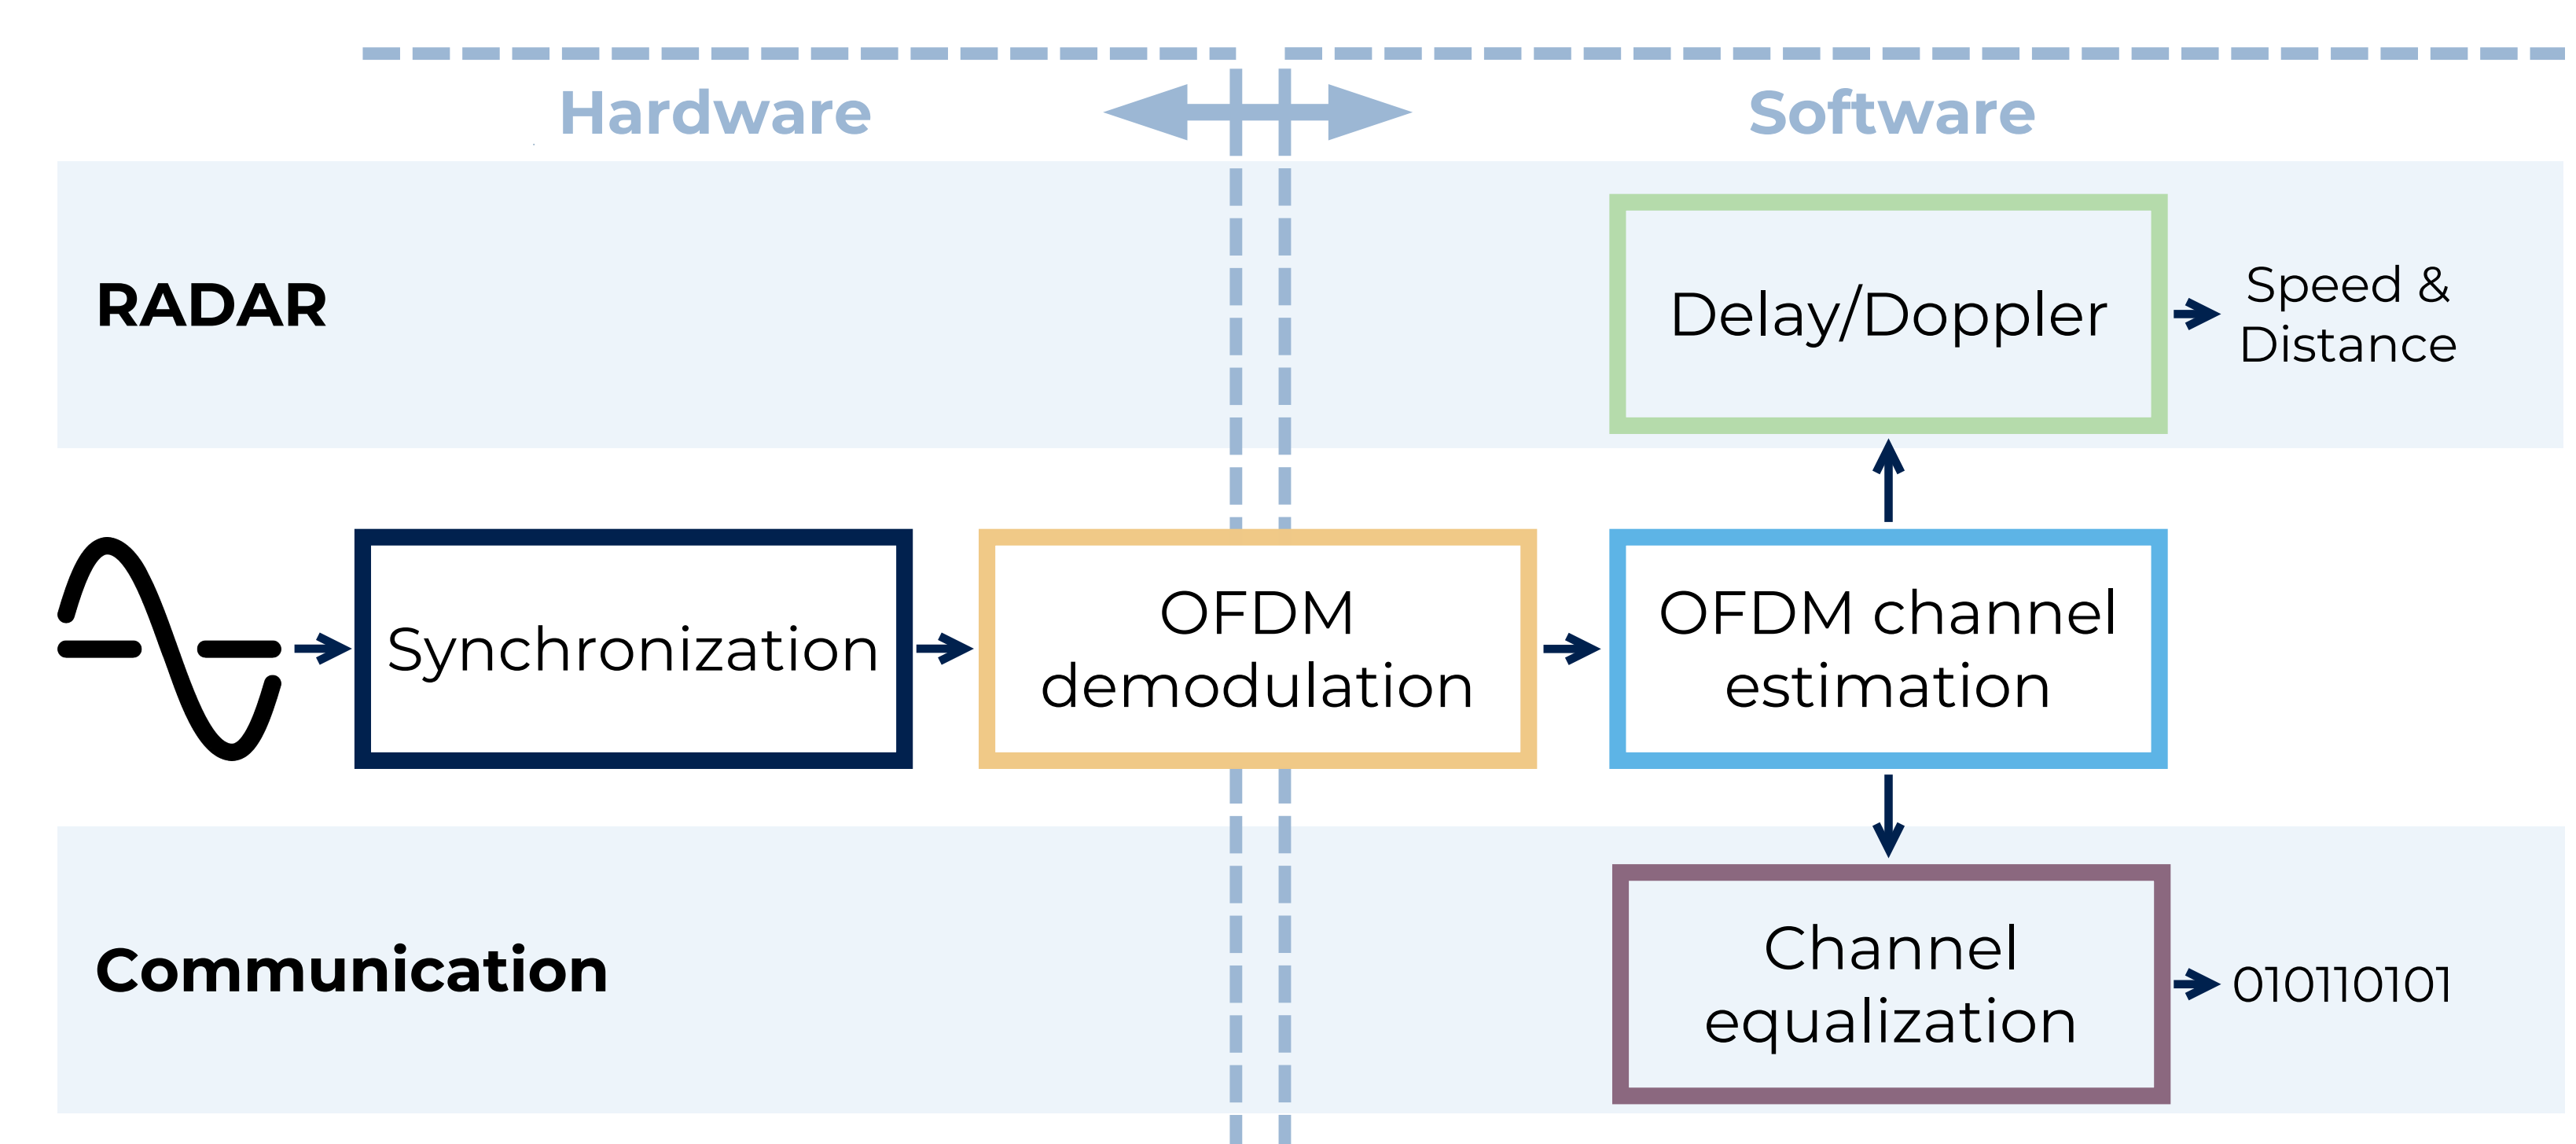 Hardware
Software
RADAR
Delay/Doppler
Speed &
Distance
Synchronization
OFDM
demodulation
OFDM channel
estimation
Communication
Channel
equalization
010110101